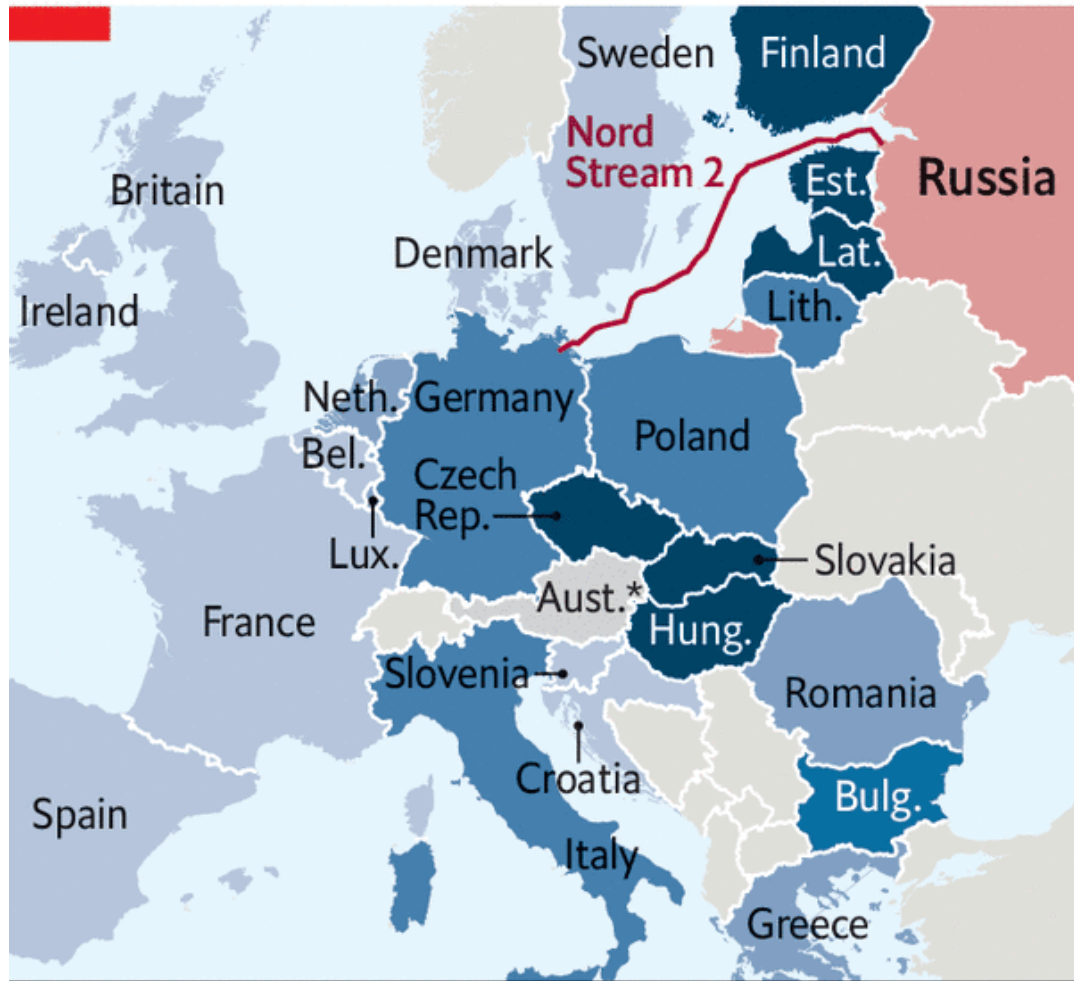 Sweden
Finland
Nord
Stream 2
Russia
Est.
Britain
Denmark
Lat.
Ireland
Lith.
Neth.
Germany
Poland
Bel.
Czech
Rep.
Lux.
Slovakia
Aust.*
France
Hung.
Slovenia
Romania
Croatia
Bulg.
Spain
Italy
Greece